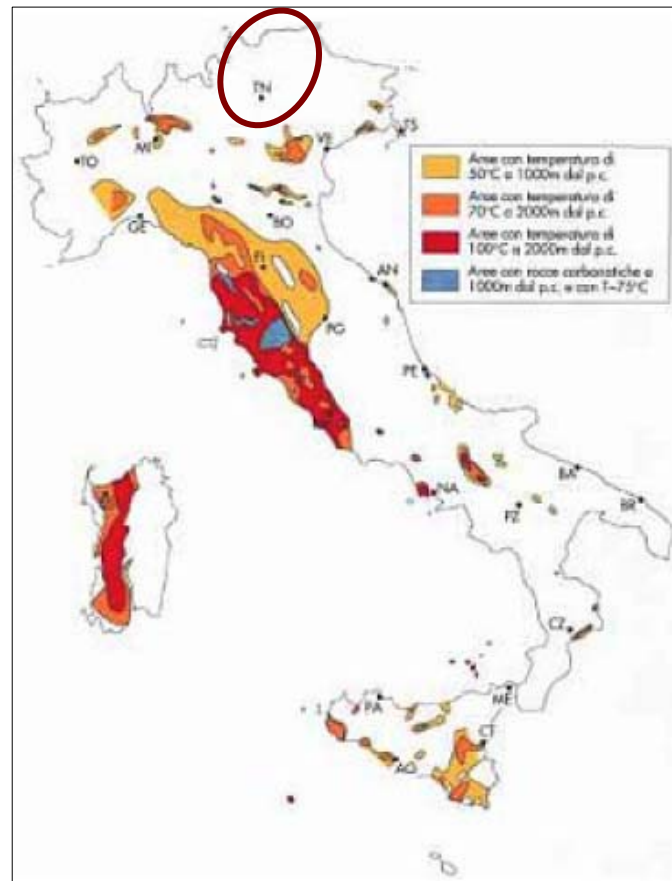 TN
MI
TO
VE
TS
GE
BO
FI
AN
PG
PE
BA
BR
NA
PZ
CZ
ME
PA
CT
AG
Aree con temperatura di
50°C a 1000m dal p.c.
Aree con temperatura di
70°C a 2000m dal p.c.
Aree con temperatura di
100°C a 2000m dal p.c.
Aree con rocce carbonatiche a
1000m dal p.c. e con T~75°C